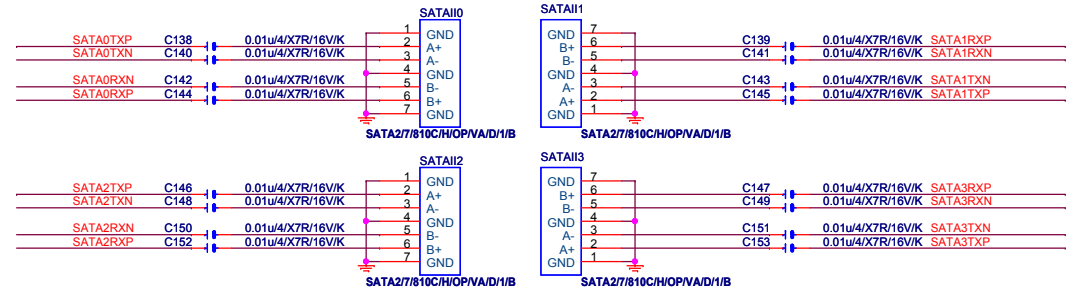 SATAII0
1 GND
SATA0TXP C138 0.01u/4/X7R/16V/K 2 A+
SATA0TXN C140 0.01u/4/X7R/16V/K 3 A-
4 GND
SATA0RXN C142 0.01u/4/X7R/16V/K 5 B-
SATA0RXP C144 0.01u/4/X7R/16V/K 6 B+
7 GND
SATA2/7/810C/H/OP/VA/D/1/B
SATAII1
GND 7
B+ 6 C139 0.01u/4/X7R/16V/K SATA1RXP
B- 5 C141 0.01u/4/X7R/16V/K SATA1RXN
GND 4
A- 3 C143 0.01u/4/X7R/16V/K SATA1TXN
A+ 2 C145 0.01u/4/X7R/16V/K SATA1TXP
GND 1
SATA2/7/810C/H/OP/VA/D/1/B
SATAII2
1 GND
SATA2TXP C146 0.01u/4/X7R/16V/K 2 A+
SATA2TXN C148 0.01u/4/X7R/16V/K 3 A-
4 GND
SATA2RXN C150 0.01u/4/X7R/16V/K 5 B-
SATA2RXP C152 0.01u/4/X7R/16V/K 6 B+
7 GND
SATA2/7/810C/H/OP/VA/D/1/B
SATAII3
GND 7
B+ 6 C147 0.01u/4/X7R/16V/K SATA3RXP
B- 5 C149 0.01u/4/X7R/16V/K SATA3RXN
GND 4
A- 3 C151 0.01u/4/X7R/16V/K SATA3TXN
A+ 2 C153 0.01u/4/X7R/16V/K SATA3TXP
GND 1
SATA2/7/810C/H/OP/VA/D/1/B